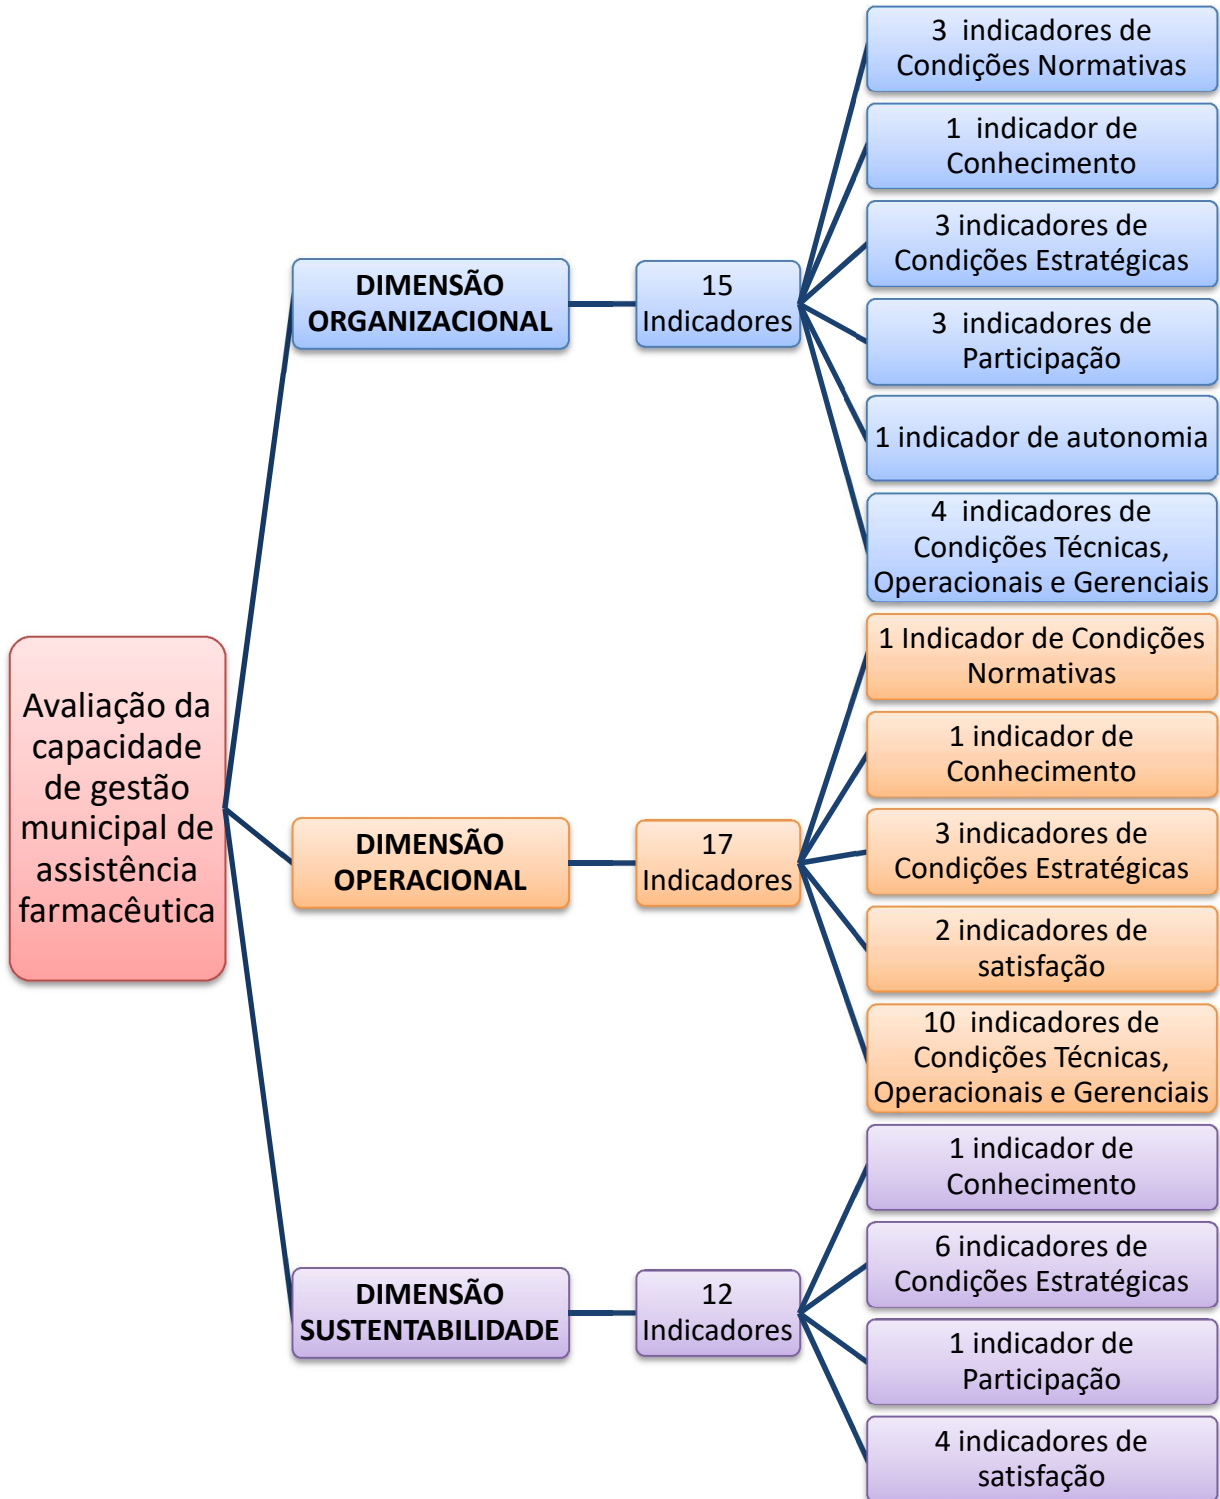 Avaliação da
capacidade
de gestão
municipal de
assistência
farmacêutica
DIMENSÃO
ORGANIZACIONAL
15
Indicadores
3 indicadores de
Condições Normativas
1 indicador de
Conhecimento
3 indicadores de
Condições Estratégicas
3 indicadores de
Participação
1 indicador de autonomia
4 indicadores de
Condições Técnicas,
Operacionais e Gerenciais
DIMENSÃO
OPERACIONAL
17
Indicadores
1 Indicador de Condições
Normativas
1 indicador de
Conhecimento
3 indicadores de
Condições Estratégicas
2 indicadores de
satisfação
10 indicadores de
Condições Técnicas,
Operacionais e Gerenciais
DIMENSÃO
SUSTENTABILIDADE
12
Indicadores
1 indicador de
Conhecimento
6 indicadores de
Condições Estratégicas
1 indicador de
Participação
4 indicadores de
satisfação